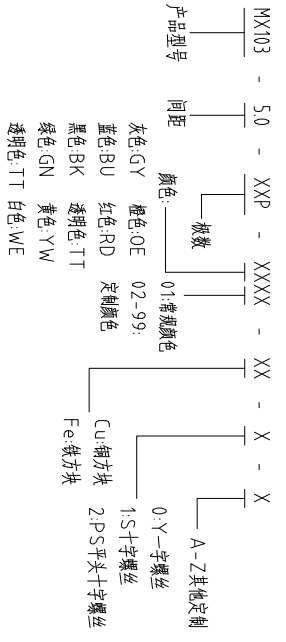 MX103 - 5.0 - XXP - XXXX - XX - X - X
产品型号
间距
极数
颜色:
01:常规颜色
02-99:
定制颜色
灰色:GY 橙色:OE
蓝色:BU 红色:RD
黑色:BK 透明色:TT
绿色:GN 黄色:YW
透明色:TT 白色:WE
Cu:铜方块
Fe:铁方块
0:Y一字螺丝
1:S十字螺丝
2:PS平头十字螺丝
A-Z其他定制